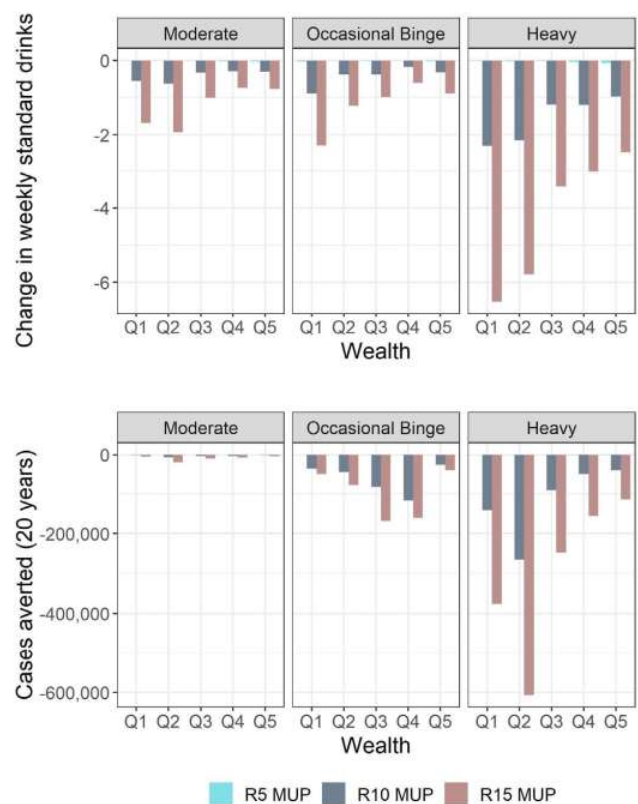 Change in weekly standard drinks
Moderate
Occasional Binge
Heavy
0
-2
-4
-6
Q1 Q2 Q3 Q4 Q5
Q1 Q2 Q3 Q4 Q5
Q1 Q2 Q3 Q4 Q5
Wealth
Cases averted (20 years)
Moderate
Occasional Binge
Heavy
0
-200,000
-400,000
-600,000
Q1 Q2 Q3 Q4 Q5
Q1 Q2 Q3 Q4 Q5
Q1 Q2 Q3 Q4 Q5
Wealth
R5 MUP R10 MUP R15 MUP